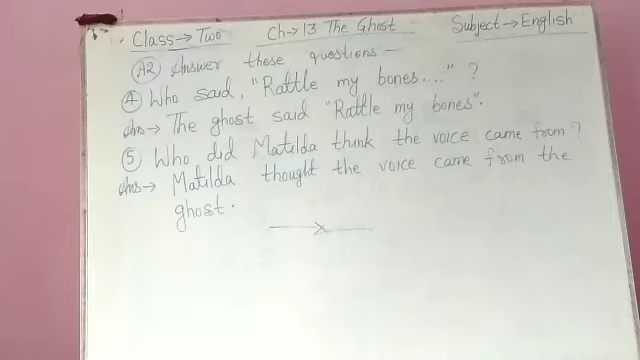 Class → Two Ch → 13 The Ghost Subject → English
A2 Answer these questions —
4 Who said, "Rattle my bones..." ?
Ans → The ghost said "Rattle my bones".
5 Who did Matilda think the voice came from ?
Ans → Matilda thought the voice came from the
ghost.